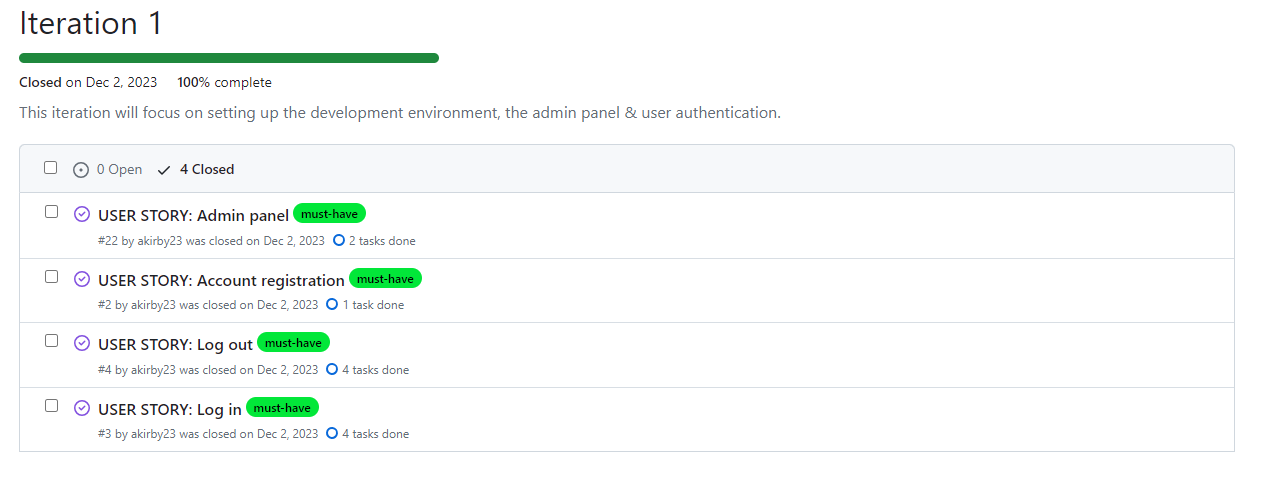 Iteration 1
Closed on Dec 2, 2023 100% complete
This iteration will focus on setting up the development environment, the admin panel & user authentication.
0 Open 4 Closed
USER STORY: Admin panel must-have
#22 by akirby23 was closed on Dec 2, 2023 2 tasks done
USER STORY: Account registration must-have
#2 by akirby23 was closed on Dec 2, 2023 1 task done
USER STORY: Log out must-have
#4 by akirby23 was closed on Dec 2, 2023 4 tasks done
USER STORY: Log in must-have
#3 by akirby23 was closed on Dec 2, 2023 4 tasks done